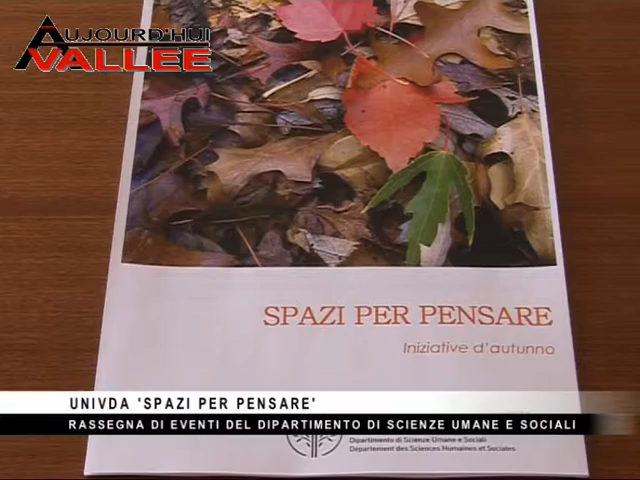 AUJOURD'HUI
VALLEE
SPAZI PER PENSARE
Iniziative d'autunno
UNIVDA 'SPAZI PER PENSARE'
RASSEGNA DI EVENTI DEL DIPARTIMENTO DI SCIENZE UMANE E SOCIALI
Dipartimento di Scienze Umane e Sociali
Département des Sciences Humaines et Sociales